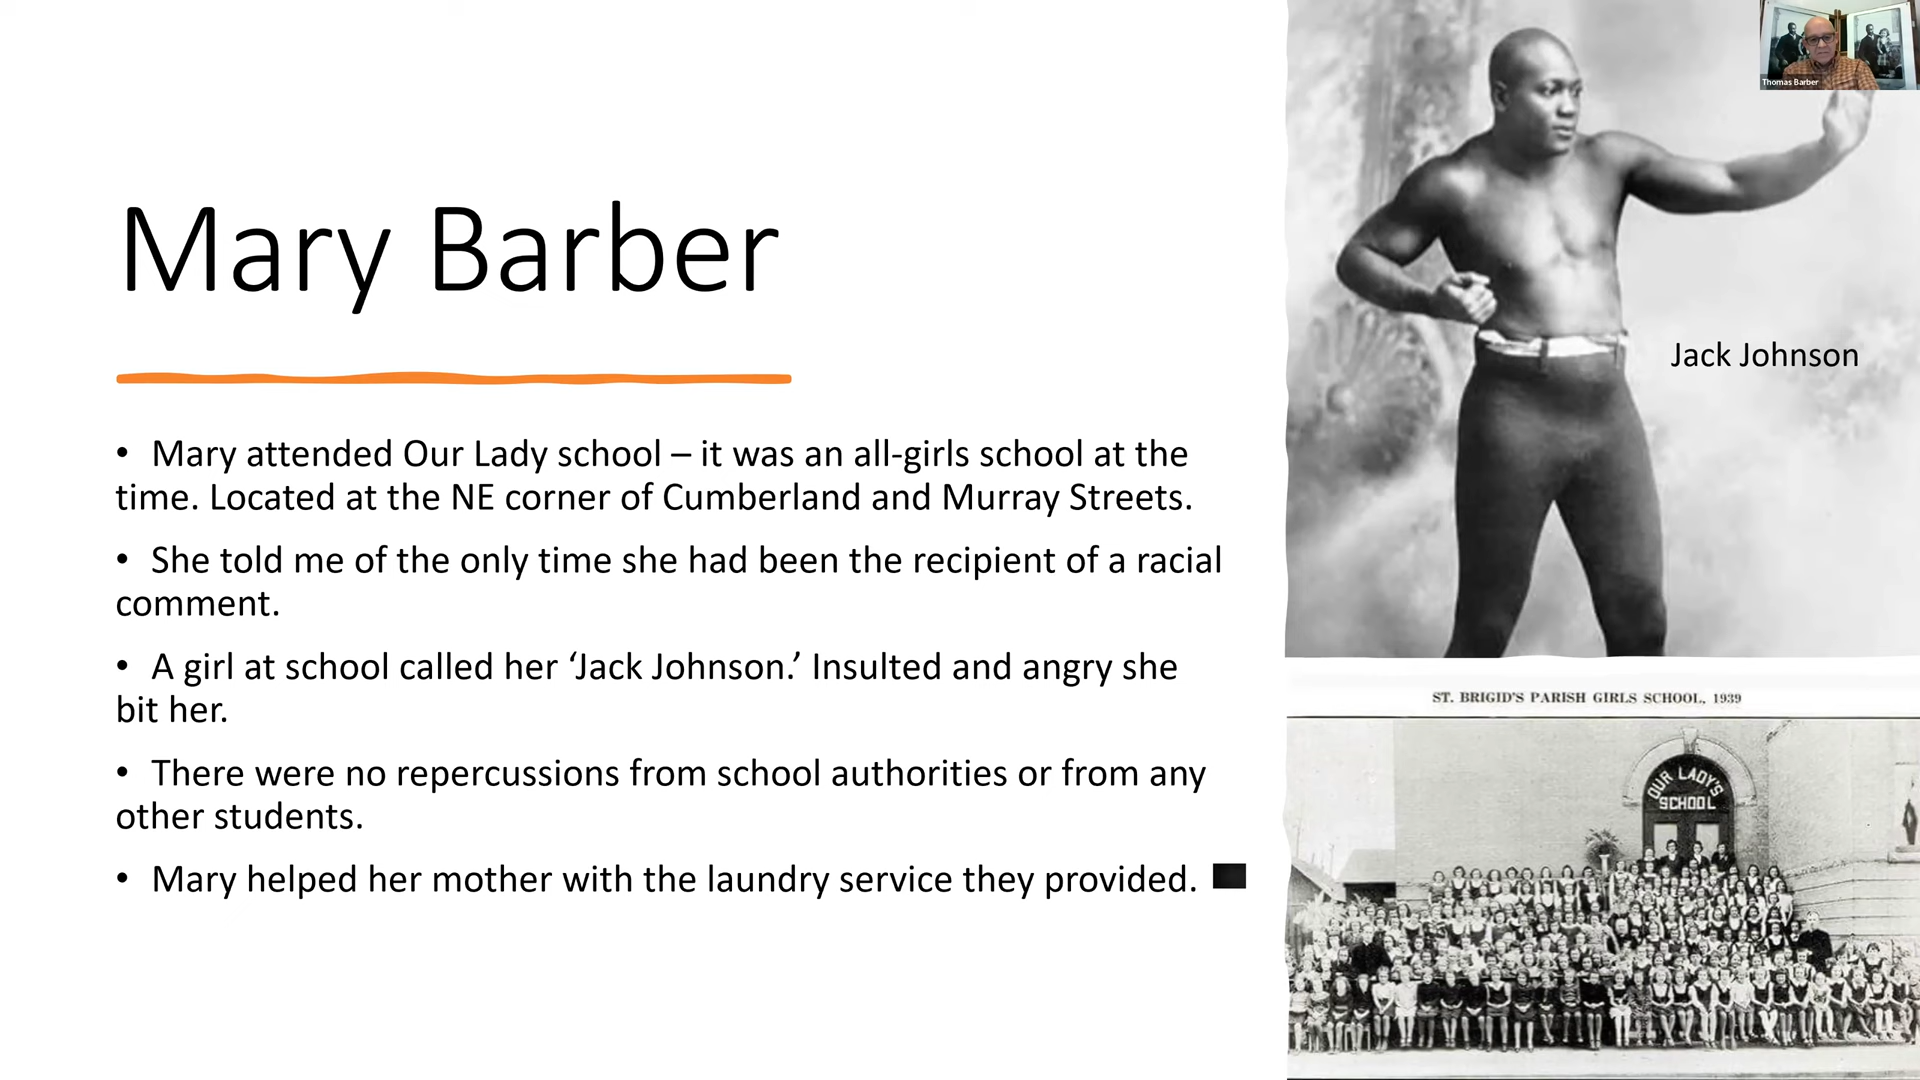 Thomas Barber
Mary Barber
Jack Johnson
• Mary attended Our Lady school – it was an all-girls school at the
time. Located at the NE corner of Cumberland and Murray Streets.
• She told me of the only time she had been the recipient of a racial
comment.
• A girl at school called her ‘Jack Johnson.’ Insulted and angry she
bit her.
• There were no repercussions from school authorities or from any
other students.
• Mary helped her mother with the laundry service they provided.
ST. BRIGID'S PARISH GIRLS SCHOOL, 1939
OUR LADY'S
SCHOOL